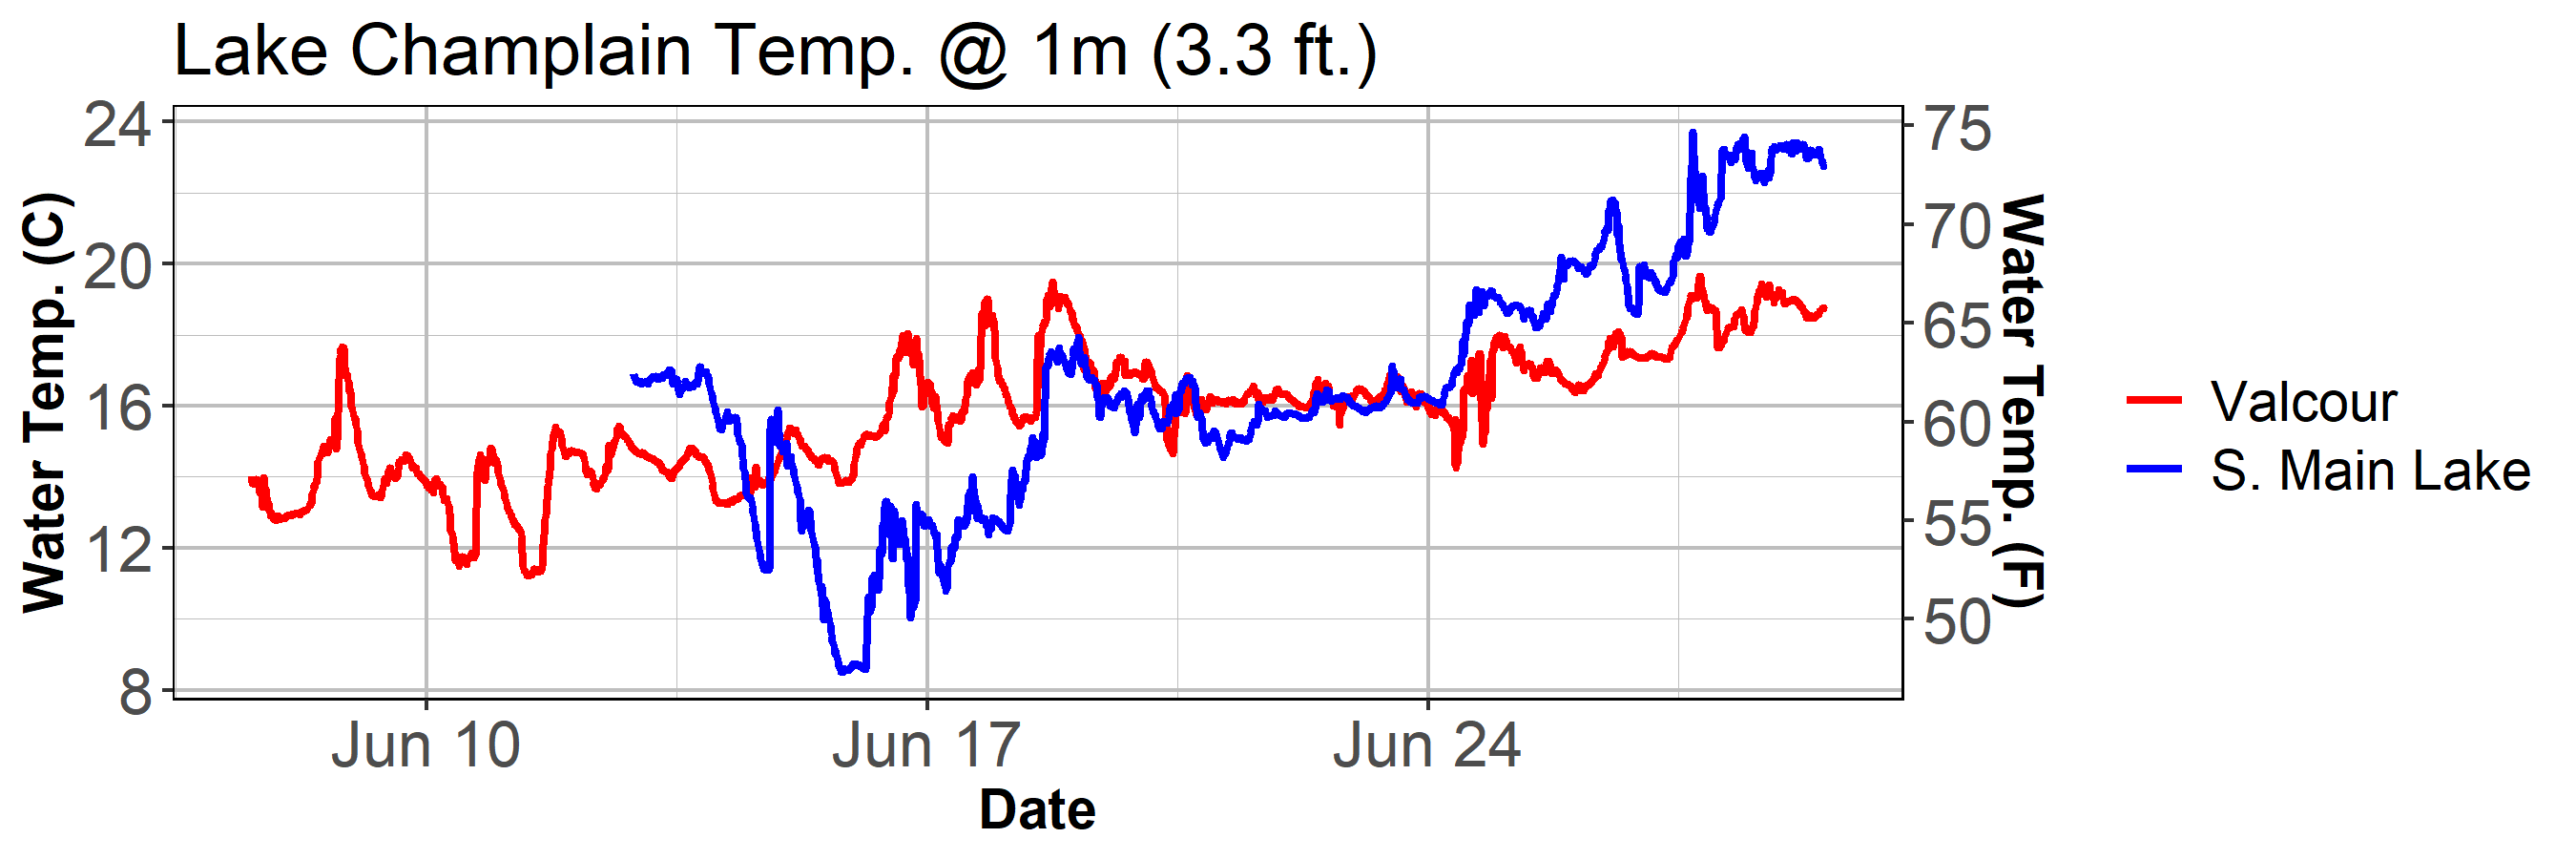 Lake Champlain Temp. @ 1m (3.3 ft.)
Water Temp. (C)
24
20
16
12
8
75
70
65
60
55
50
Water Temp. (F)
Jun 10
Jun 17
Jun 24
Date
Valcour
S. Main Lake